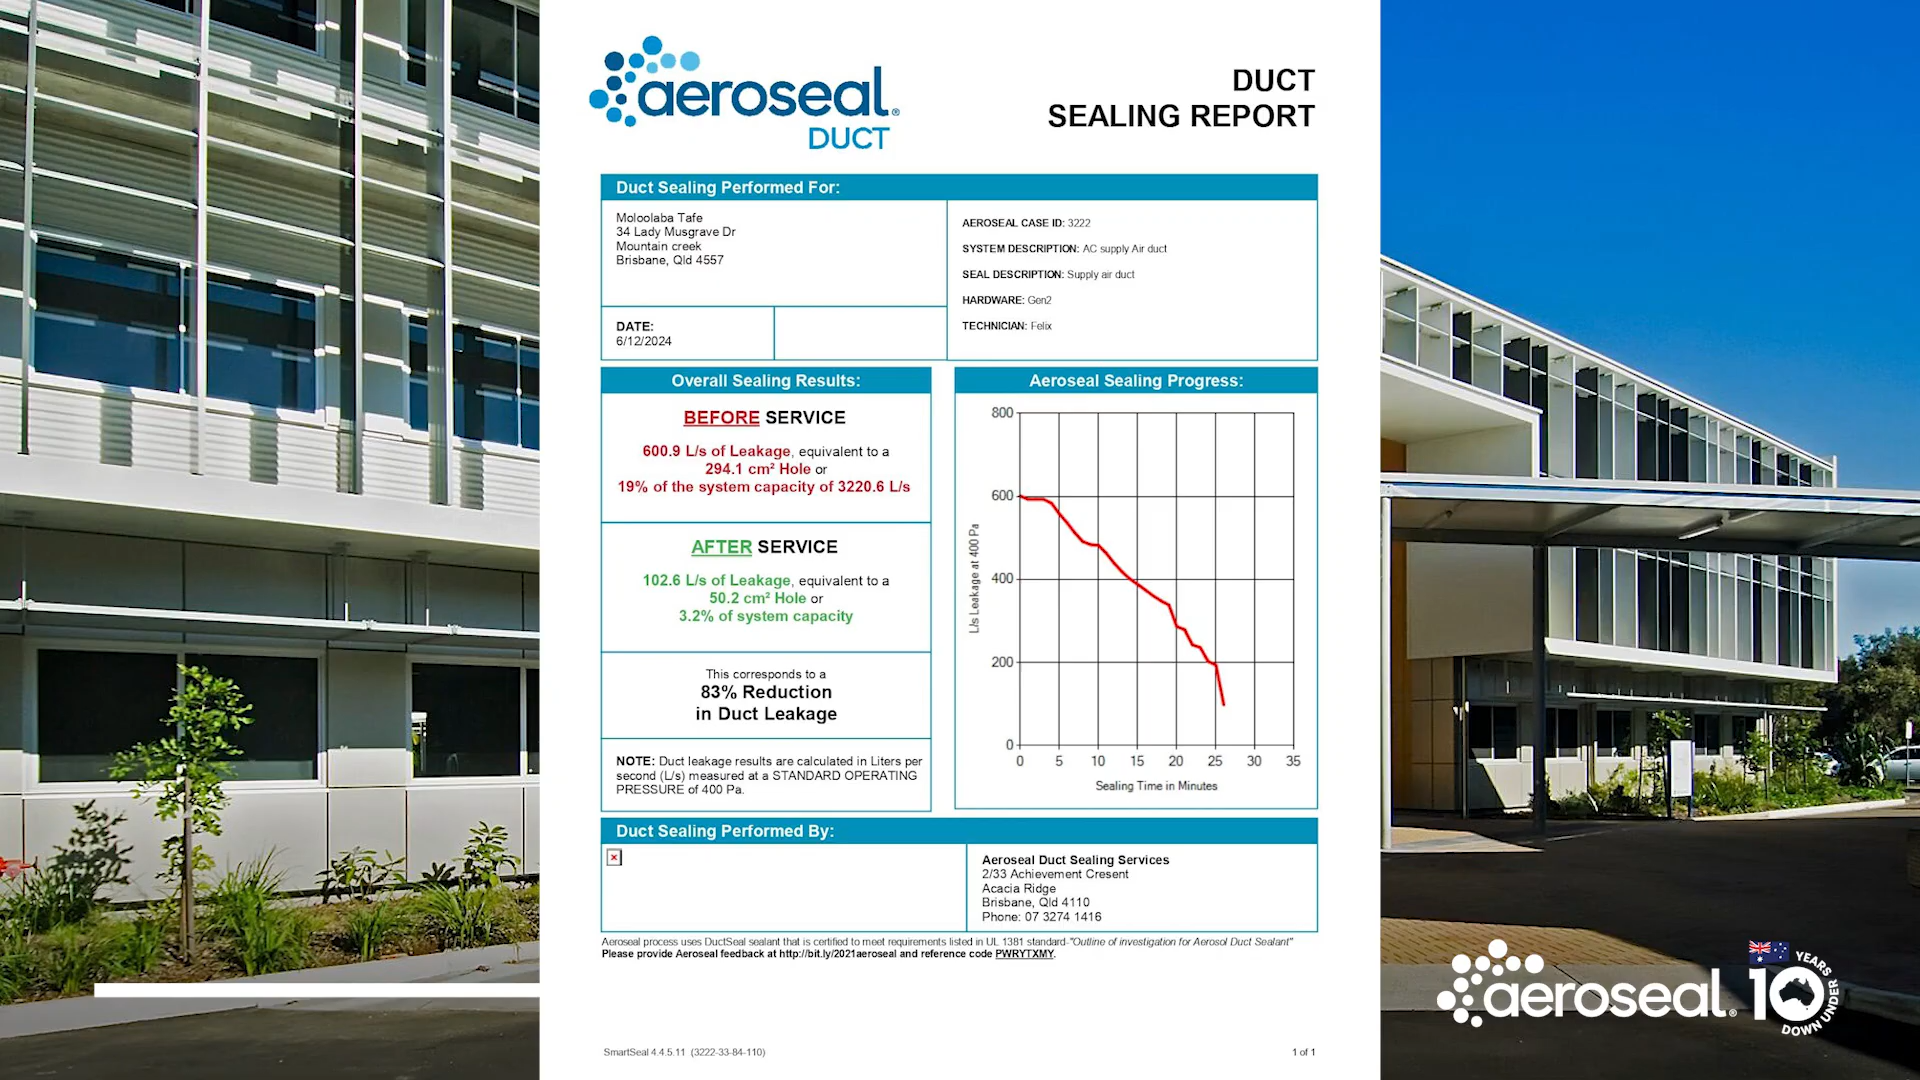 aeroseal®
DUCT
DUCT
SEALING REPORT
Duct Sealing Performed For:
Moloolaba Tafe
34 Lady Musgrave Dr
Mountain creek
Brisbane, Qld 4557
DATE:
6/12/2024
AEROSEAL CASE ID: 3222
SYSTEM DESCRIPTION: AC supply Air duct
SEAL DESCRIPTION: Supply air duct
HARDWARE: Gen2
TECHNICIAN: Felix
Overall Sealing Results:
BEFORE SERVICE
600.9 L/s of Leakage, equivalent to a
294.1 cm² Hole or
19% of the system capacity of 3220.6 L/s
AFTER SERVICE
102.6 L/s of Leakage, equivalent to a
50.2 cm² Hole or
3.2% of system capacity
This corresponds to a
83% Reduction
in Duct Leakage
NOTE: Duct leakage results are calculated in Liters per
second (L/s) measured at a STANDARD OPERATING
PRESSURE of 400 Pa.
Aeroseal Sealing Progress:
800
600
400
200
0
L/s Leakage at 400 Pa
0 5 10 15 20 25 30 35
Sealing Time in Minutes
Duct Sealing Performed By:
Aeroseal Duct Sealing Services
2/33 Achievement Cresent
Acacia Ridge
Brisbane, Qld 4110
Phone: 07 3274 1416
Aeroseal process uses DuctSeal sealant that is certified to meet requirements listed in UL 1381 standard-"Outline of investigation for Aerosol Duct Sealant"
Please provide Aeroseal feedback at http://bit.ly/2021aeroseal and reference code PWRYTXMY.
SmartSeal 4.4.5.11 (3222-33-84-110)
1 of 1
aeroseal® 10 YEARS DOWN UNDER